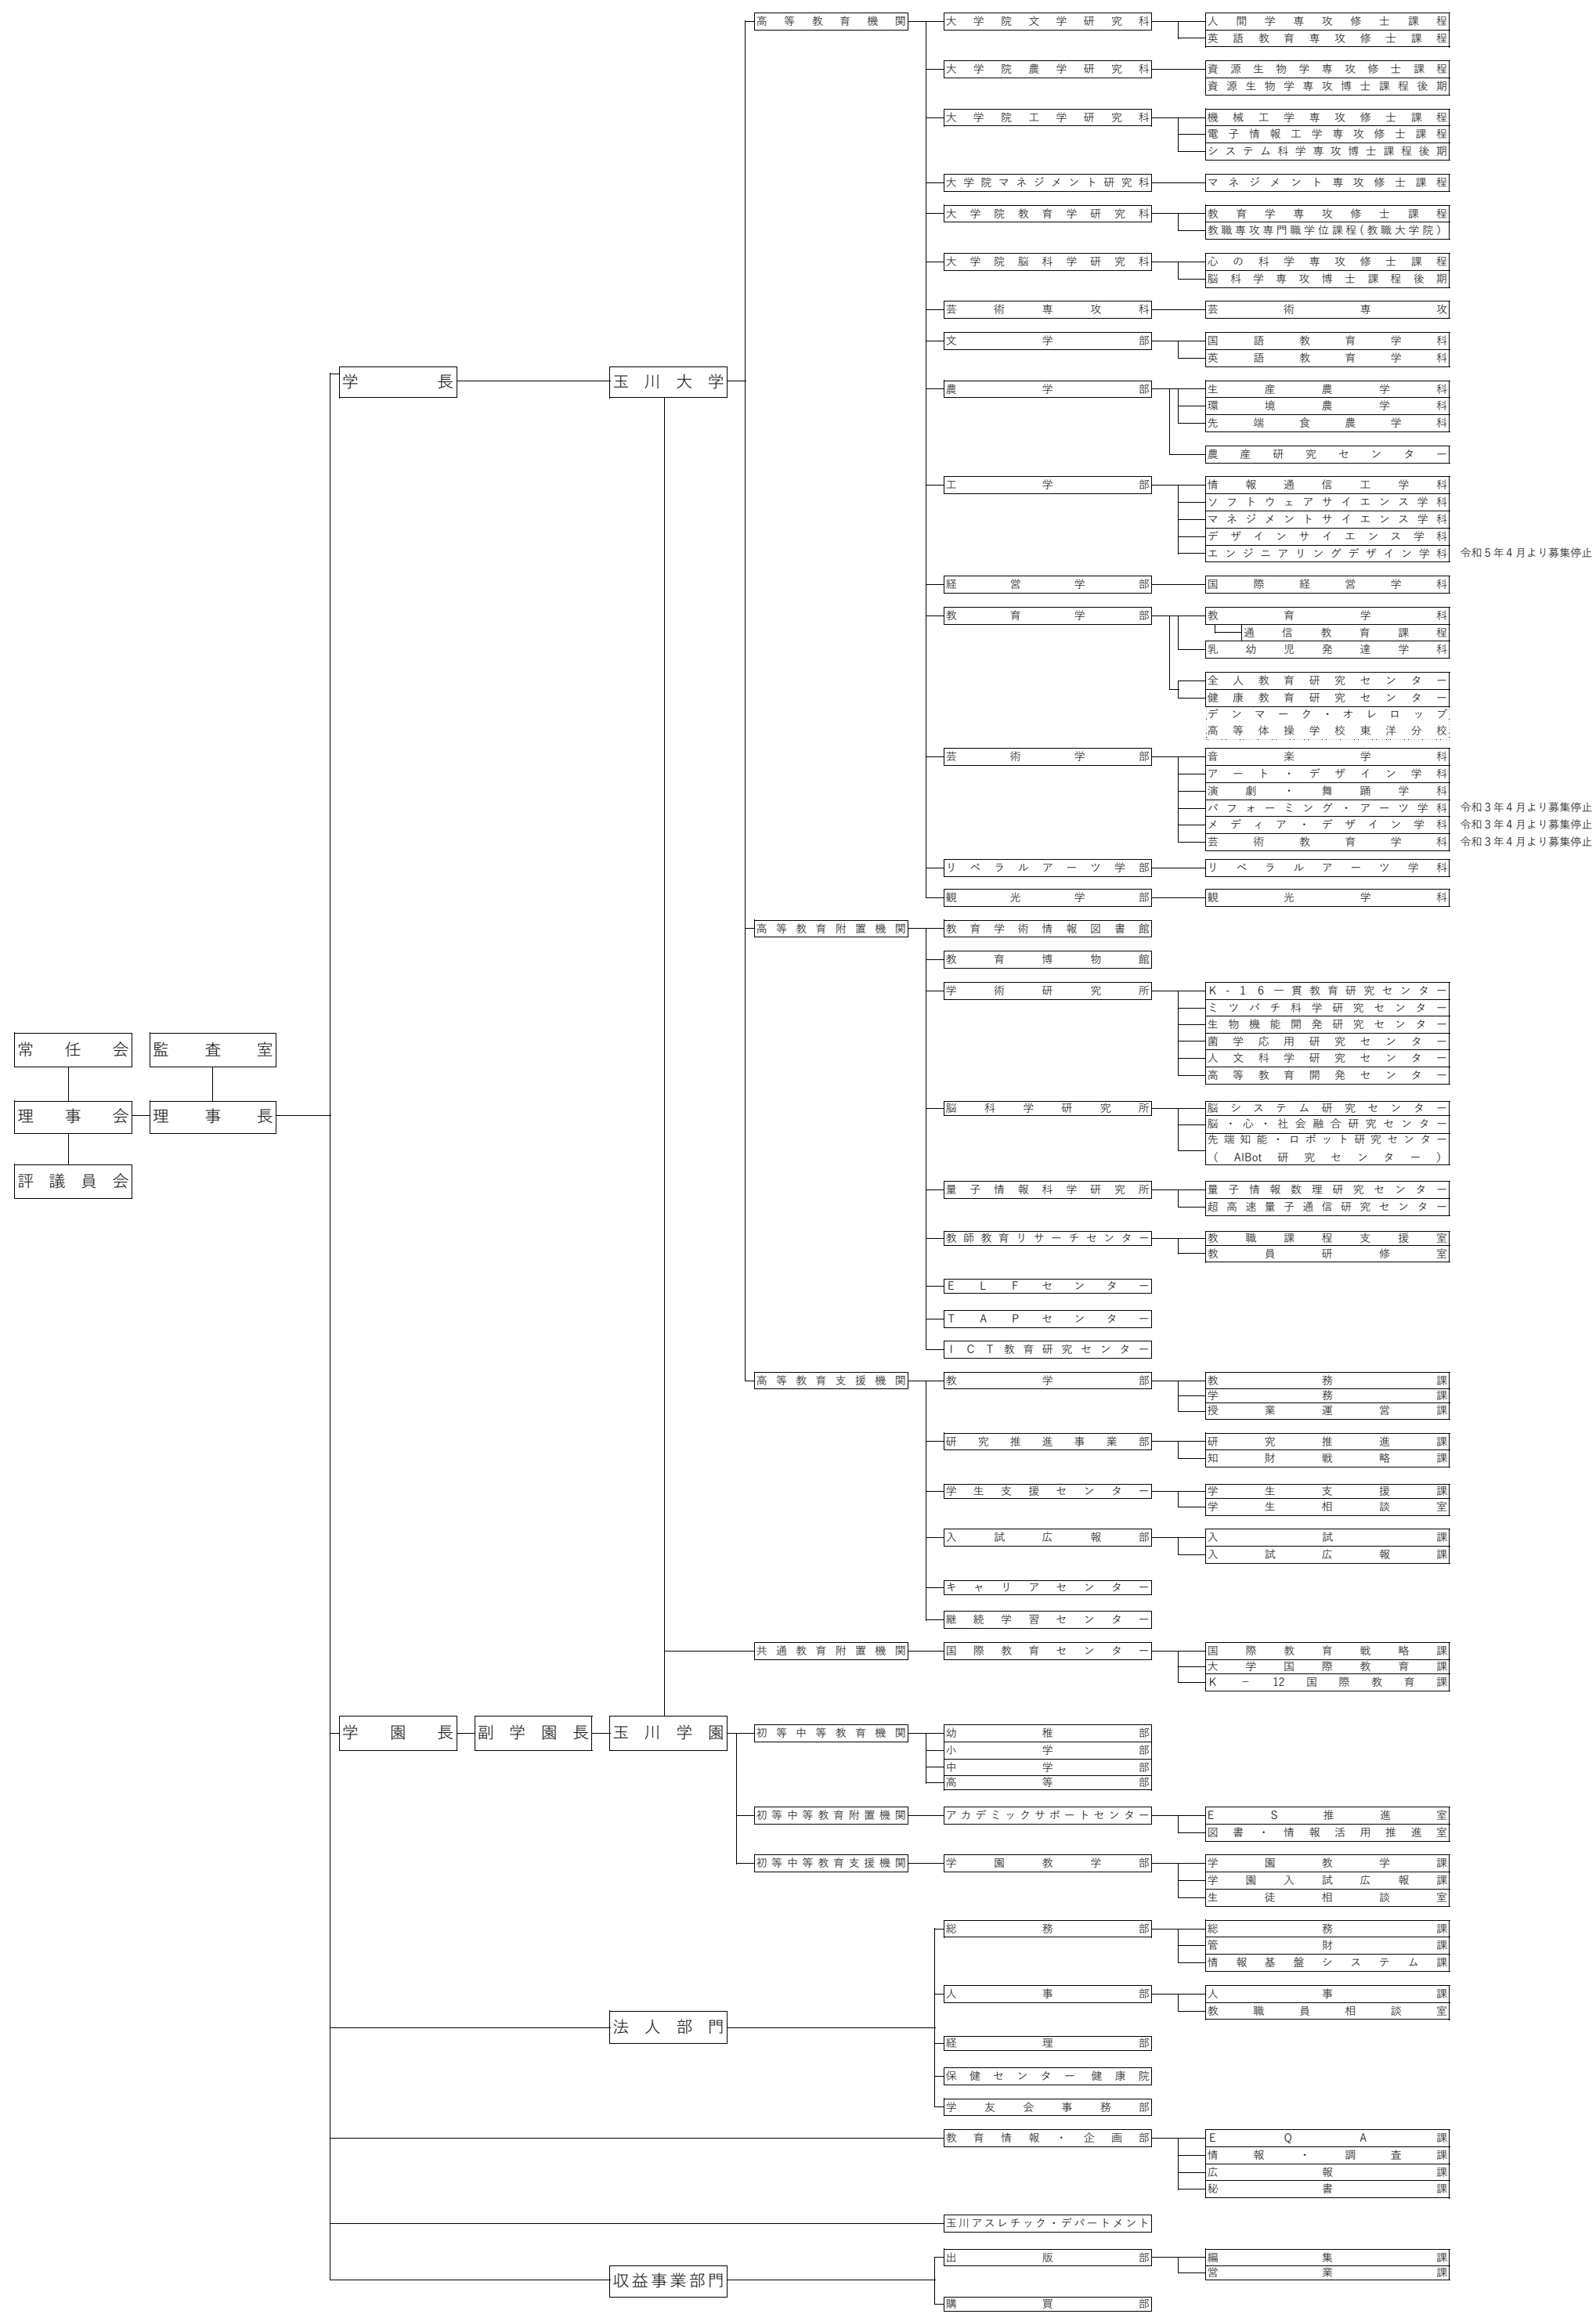 高等教育機関
大学院文学研究科
人間学専攻修士課程
英語教育専攻修士課程
大学院農学研究科
資源生物学専攻修士課程
資源生物学専攻博士課程後期
大学院工学研究科
機械工学専攻修士課程
電子情報工学専攻修士課程
システム科学専攻博士課程後期
大学院マネジメント研究科
マネジメント専攻修士課程
大学院教育学研究科
教育学専攻修士課程
教職専攻専門職学位課程(教職大学院)
大学院脳科学研究科
心の科学専攻修士課程
脳科学専攻博士課程後期
芸術専攻科
芸術専攻
文学部
国語教育学科
英語教育学科
学長
玉川大学
農学部
生産農学科
環境農学科
先端食農学科
農産研究センター
工学部
情報通信工学科
ソフトウェアサイエンス学科
マネジメントサイエンス学科
デザインサイエンス学科
エンジニアリングデザイン学科 令和5年4月より募集停止
経営学部
国際経営学科
教育学部
教育学科
通信教育課程
乳幼児発達学科
全人教育研究センター
健康教育研究センター
デンマーク・オレロップ
高等体操学校東洋分校
芸術学部
音楽学科
アート・デザイン学科
演劇・舞踊学科
パフォーミング・アーツ学科 令和3年4月より募集停止
メディア・デザイン学科 令和3年4月より募集停止
芸術教育学科 令和3年4月より募集停止
リベラルアーツ学部
リベラルアーツ学科
観光学部
観光学科
高等教育附置機関
教育学術情報図書館
教育博物館
学術研究所
K-16一貫教育研究センター
ミツバチ科学研究センター
生物機能開発研究センター
菌学応用研究センター
人文科学研究センター
高等教育開発センター
常任会
監査室
理事会
理事長
評議員会
脳科学研究所
脳システム研究センター
脳・心・社会融合研究センター
先端知能・ロボット研究センター
(AIBot研究センター)
量子情報科学研究所
量子情報数理研究センター
超高速量子通信研究センター
教師教育リサーチセンター
教職課程支援室
教員研修室
ELFセンター
TAPセンター
ICT教育研究センター
高等教育支援機関
教学部
教務課
学務課
授業運営課
研究推進事業部
研究推進課
知財戦略課
学生支援センター
学生支援課
学生相談室
入試広報部
入試課
入試広報課
キャリアセンター
継続学習センター
共通教育附置機関
国際教育センター
国際教育戦略課
大学国際教育課
K－12国際教育課
学園長
副学園長
玉川学園
初等中等教育機関
幼稚部
小学部
中学部
高等部
初等中等教育附置機関
アカデミックサポートセンター
ES推進室
図書・情報活用推進室
初等中等教育支援機関
学園教学部
学園教学課
学園入試広報課
生徒相談室
総務部
総務課
管財課
情報基盤システム課
人事部
人事課
教職員相談室
法人部門
経理部
保健センター健康院
学友会事務部
教育情報・企画部
EQA課
情報・調査課
広報課
秘書課
玉川アスレチック・デパートメント
収益事業部門
出版部
編集課
営業課
購買部